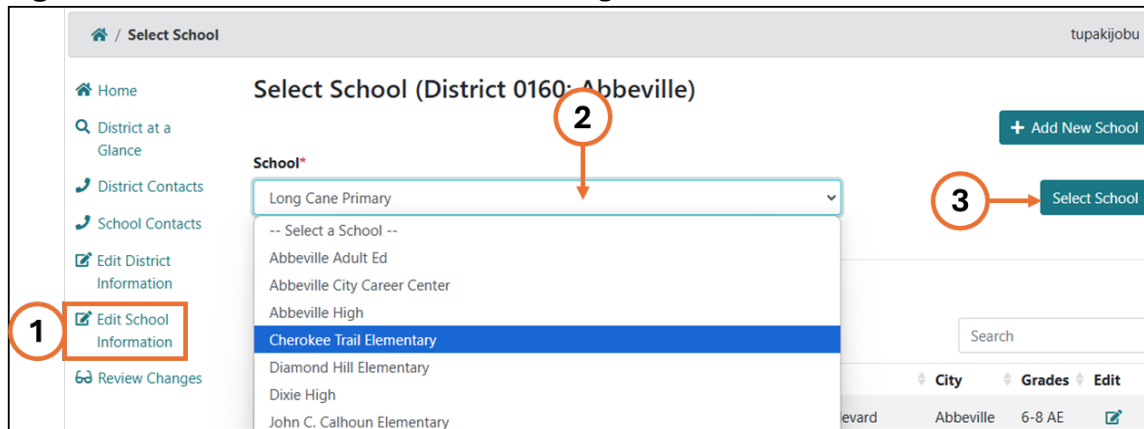 / Select School
tupakijobu
Home
District at a
Glance
District Contacts
School Contacts
Edit District
Information
1
Edit School
Information
Review Changes
Select School (District 0160: Abbeville)
2
+ Add New School
School*
Long Cane Primary
3
Select School
-- Select a School --
Abbeville Adult Ed
Abbeville City Career Center
Abbeville High
Cherokee Trail Elementary
Diamond Hill Elementary
Dixie High
John C. Calhoun Elementary
Search
City Grades Edit
evard Abbeville 6-8 AE